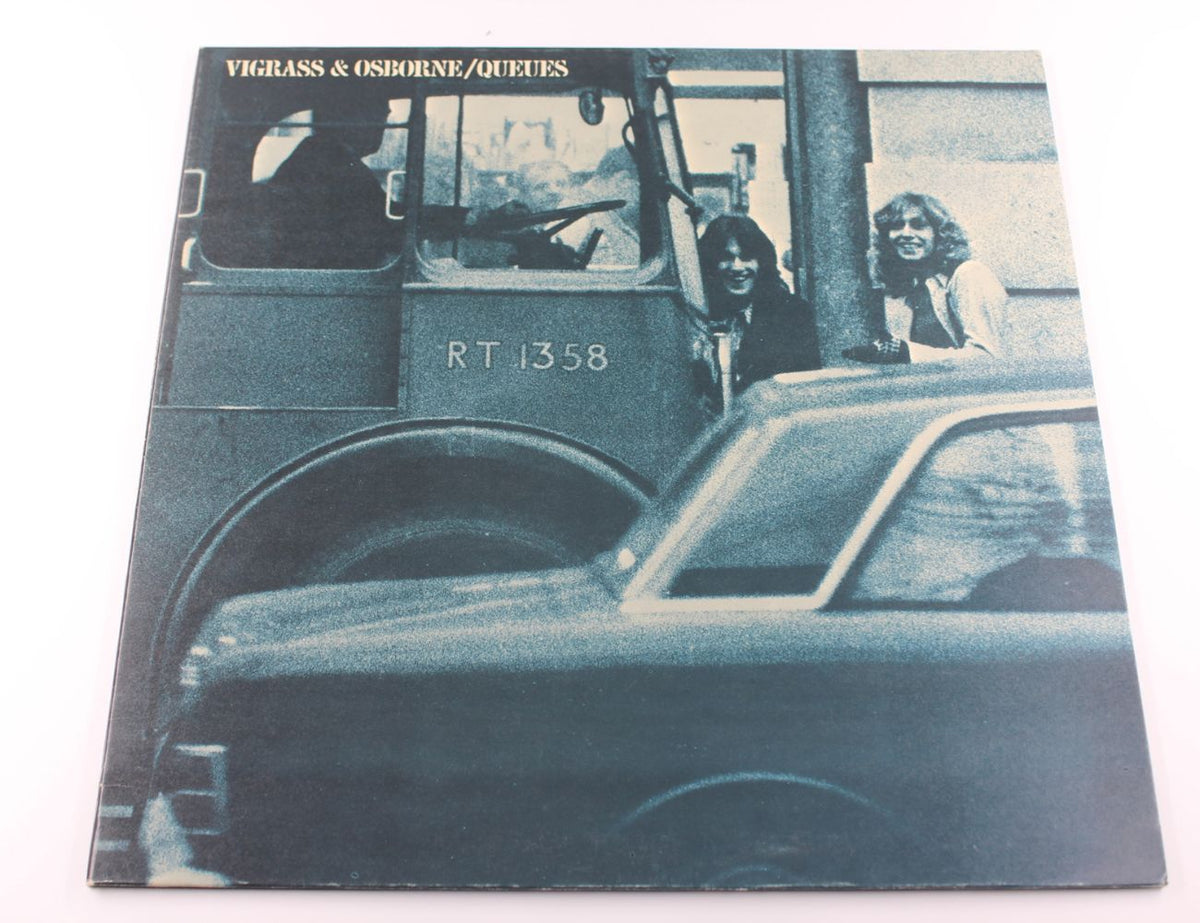 VIGRASS & OSBORNE/QUEUES
RT 1358